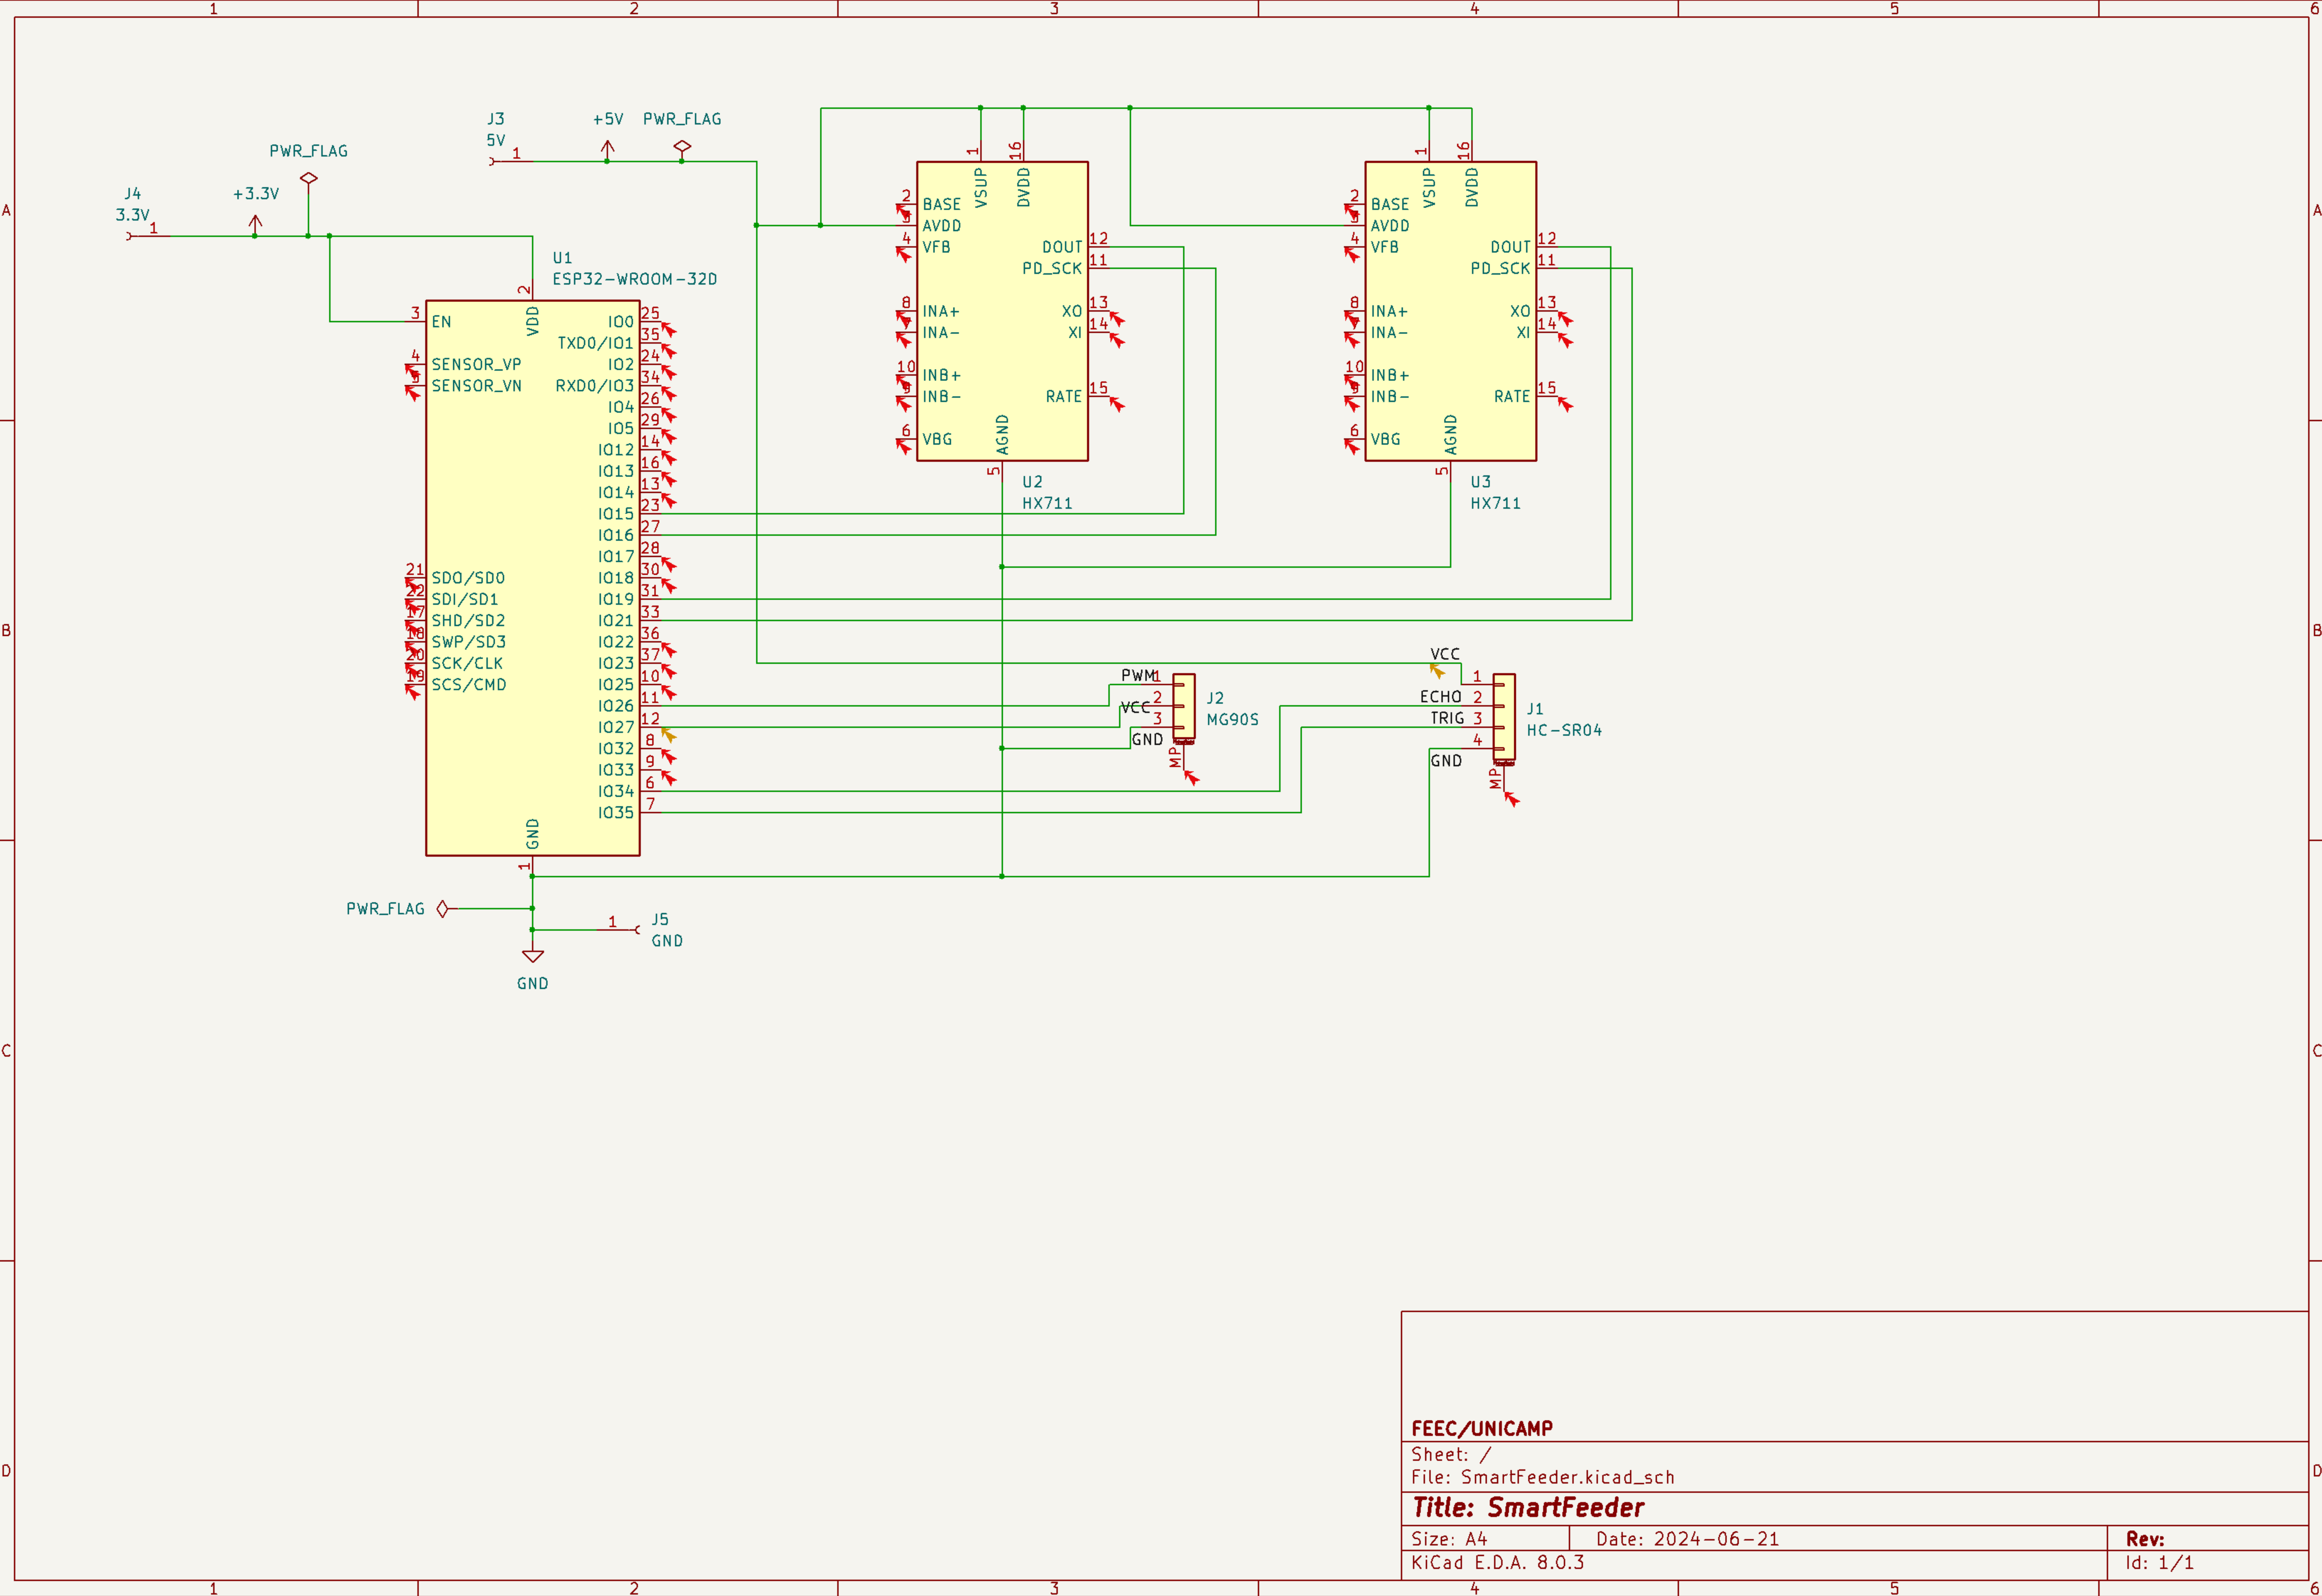 1 2 3 4 5 6
A A
B B
C C
D D
J3
5V
1
+5V
PWR_FLAG
PWR_FLAG
+3.3V
J4
3.3V
1
U1
ESP32-WROOM-32D
2
VDD
3 EN
4 SENSOR_VP
SENSOR_VN
21 SDO/SD0
22 SDI/SD1
17 SHD/SD2
18 SWP/SD3
20 SCK/CLK
19 SCS/CMD
IO0 25
TXD0/IO1 35
IO2 24
RXD0/IO3 34
IO4 26
IO5 29
IO12 14
IO13 16
IO14 13
IO15 23
IO16 27
IO17 28
IO18 30
IO19 31
IO21 33
IO22 36
IO23 37
IO25 10
IO26 11
IO27 12
IO32 8
IO33 9
IO34 6
IO35 7
GND
1
PWR_FLAG
1
J5
GND
GND
1 16
VSUP DVDD
2 BASE
AVDD
4 VFB
8 INA+
INA-
10 INB+
INB-
6 VBG
DOUT 12
PD_SCK 11
XO 13
XI 14
RATE 15
AGND
5
U2
HX711
1 16
VSUP DVDD
2 BASE
AVDD
4 VFB
8 INA+
INA-
10 INB+
INB-
6 VBG
DOUT 12
PD_SCK 11
XO 13
XI 14
RATE 15
AGND
5
U3
HX711
PWM 1
VCC 2
3
GND
MP
J2
MG90S
VCC
1
ECHO 2
TRIG 3
4
GND
MP
J1
HC-SR04
FEEC/UNICAMP
Sheet: /
File: SmartFeeder.kicad_sch
Title: SmartFeeder
Size: A4 Date: 2024-06-21 Rev:
KiCad E.D.A. 8.0.3 Id: 1/1
1 2 3 4 5 6